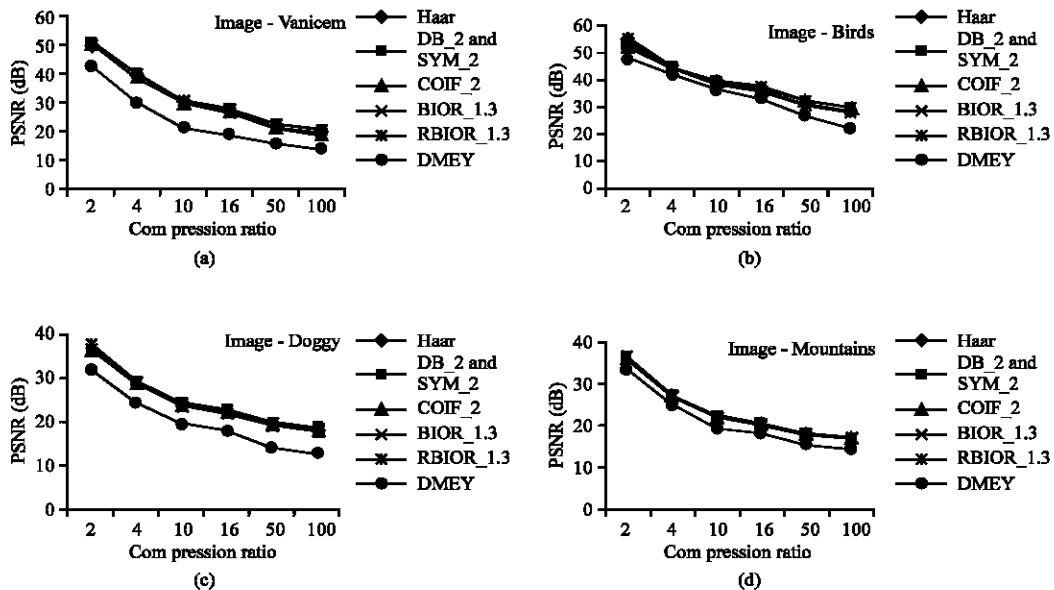 60
50
40
30
20
10
0
PSNR (dB)
Image - Vanicem
2 4 10 16 50 100
Com pression ratio
(a)
Haar
DB_2 and
SYM_2
COIF_2
BIOR_1.3
RBIOR_1.3
DMEY
60
50
40
30
20
10
0
PSNR (dB)
Image - Birds
2 4 10 16 50 100
Com pression ratio
(b)
Haar
DB_2 and
SYM_2
COIF_2
BIOR_1.3
RBIOR_1.3
DMEY
40
30
20
10
0
PSNR (dB)
Image - Doggy
2 4 10 16 50 100
Com pression ratio
(c)
Haar
DB_2 and
SYM_2
COIF_2
BIOR_1.3
RBIOR_1.3
DMEY
40
30
20
10
0
PSNR (dB)
Image - Mountains
2 4 10 16 50 100
Com pression ratio
(d)
Haar
DB_2 and
SYM_2
COIF_2
BIOR_1.3
RBIOR_1.3
DMEY